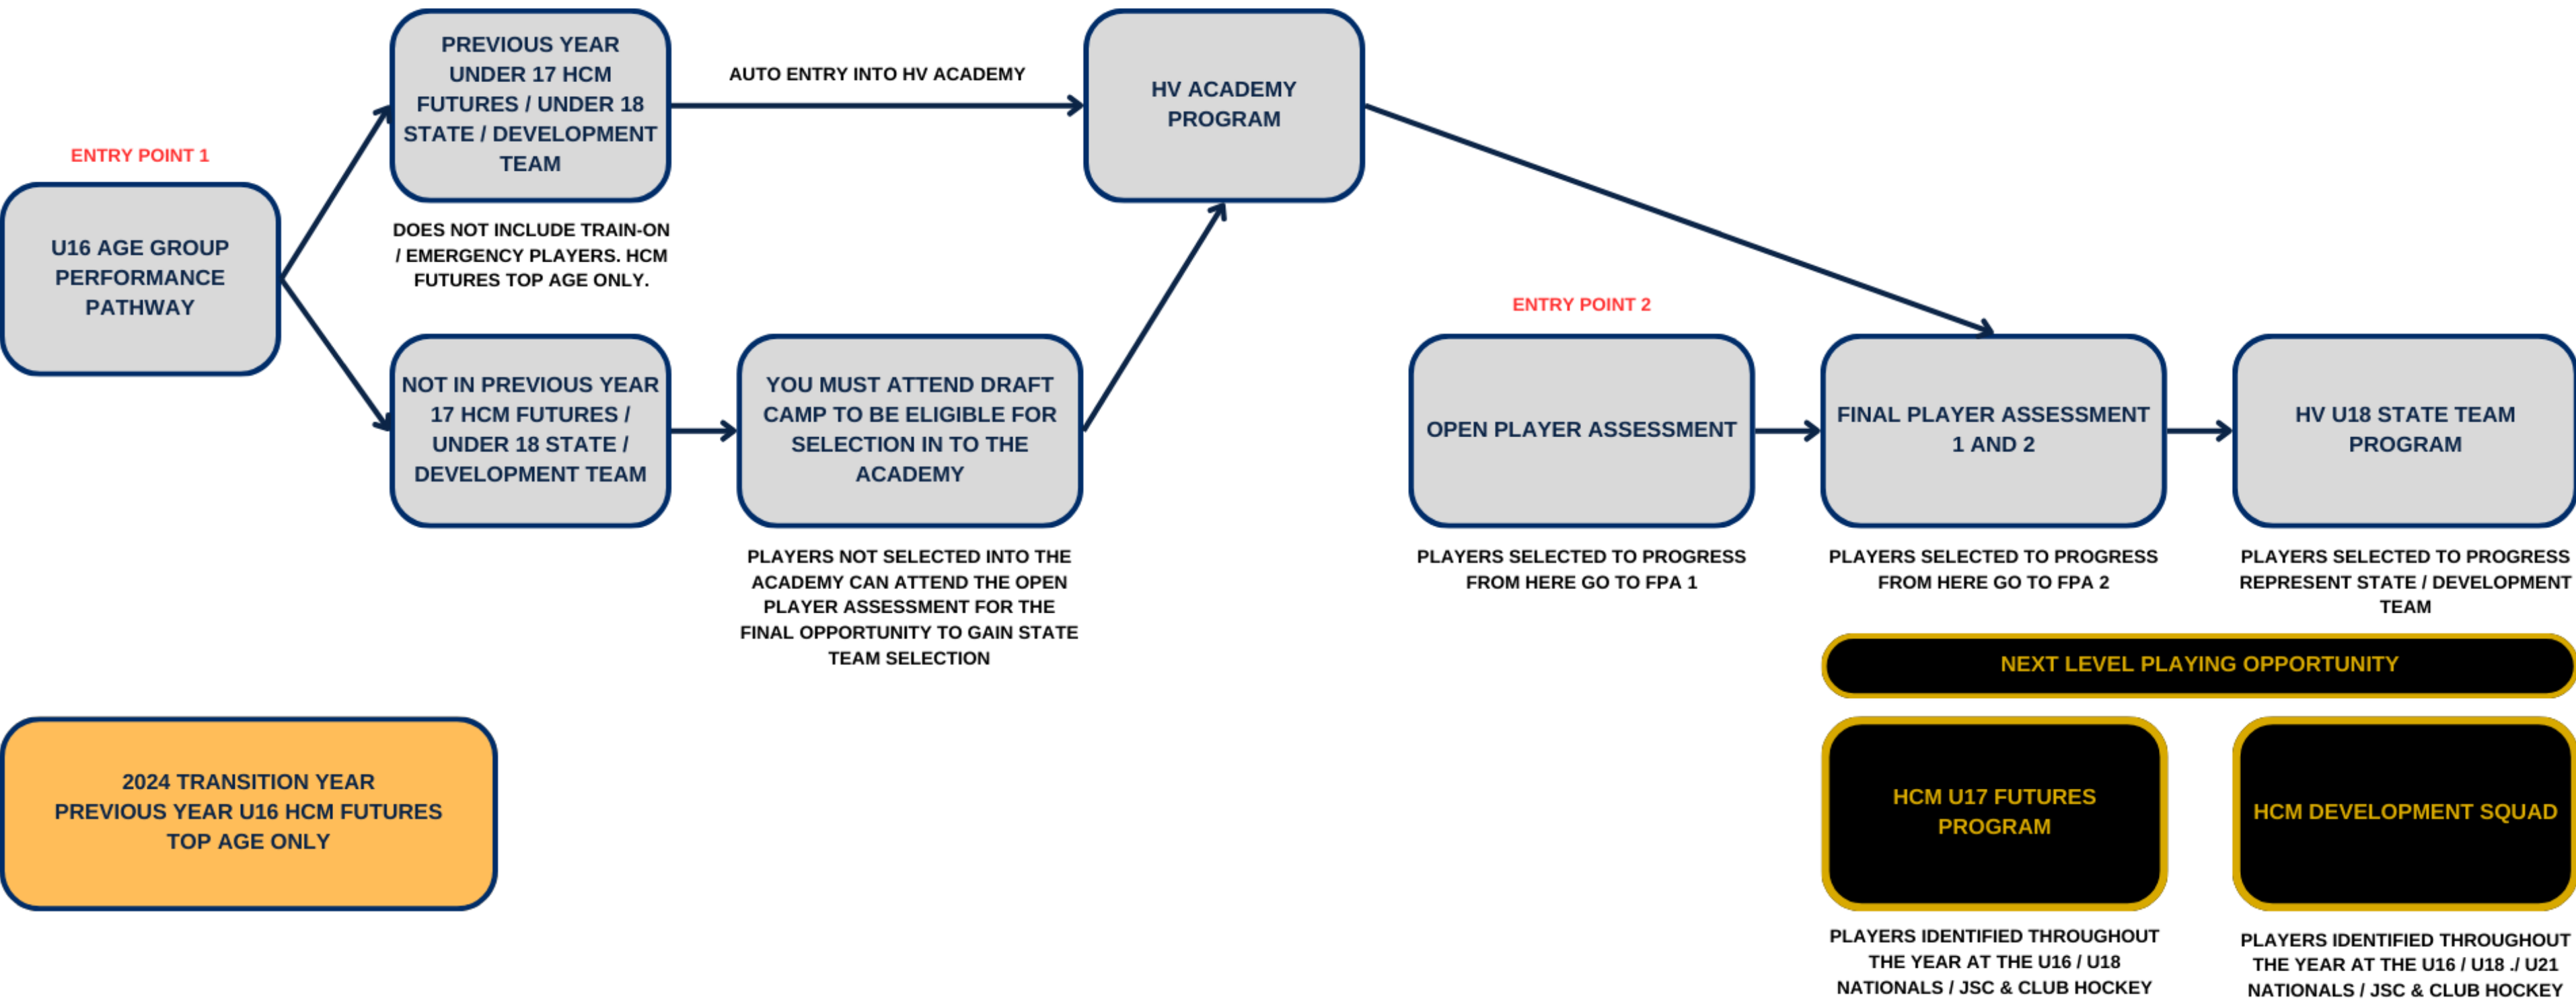 ENTRY POINT 1
U16 AGE GROUP
PERFORMANCE
PATHWAY
PREVIOUS YEAR
UNDER 17 HCM
FUTURES / UNDER 18
STATE / DEVELOPMENT
TEAM
DOES NOT INCLUDE TRAIN-ON
/ EMERGENCY PLAYERS. HCM
FUTURES TOP AGE ONLY.
AUTO ENTRY INTO HV ACADEMY
HV ACADEMY
PROGRAM
NOT IN PREVIOUS YEAR
17 HCM FUTURES /
UNDER 18 STATE /
DEVELOPMENT TEAM
YOU MUST ATTEND DRAFT
CAMP TO BE ELIGIBLE FOR
SELECTION IN TO THE
ACADEMY
PLAYERS NOT SELECTED INTO THE
ACADEMY CAN ATTEND THE OPEN
PLAYER ASSESSMENT FOR THE
FINAL OPPORTUNITY TO GAIN STATE
TEAM SELECTION
ENTRY POINT 2
OPEN PLAYER ASSESSMENT
PLAYERS SELECTED TO PROGRESS
FROM HERE GO TO FPA 1
FINAL PLAYER ASSESSMENT
1 AND 2
PLAYERS SELECTED TO PROGRESS
FROM HERE GO TO FPA 2
HV U18 STATE TEAM
PROGRAM
PLAYERS SELECTED TO PROGRESS
REPRESENT STATE / DEVELOPMENT
TEAM
NEXT LEVEL PLAYING OPPORTUNITY
2024 TRANSITION YEAR
PREVIOUS YEAR U16 HCM FUTURES
TOP AGE ONLY
HCM U17 FUTURES
PROGRAM
PLAYERS IDENTIFIED THROUGHOUT
THE YEAR AT THE U16 / U18
NATIONALS / JSC & CLUB HOCKEY
HCM DEVELOPMENT SQUAD
PLAYERS IDENTIFIED THROUGHOUT
THE YEAR AT THE U16 / U18 ./ U21
NATIONALS / JSC & CLUB HOCKEY